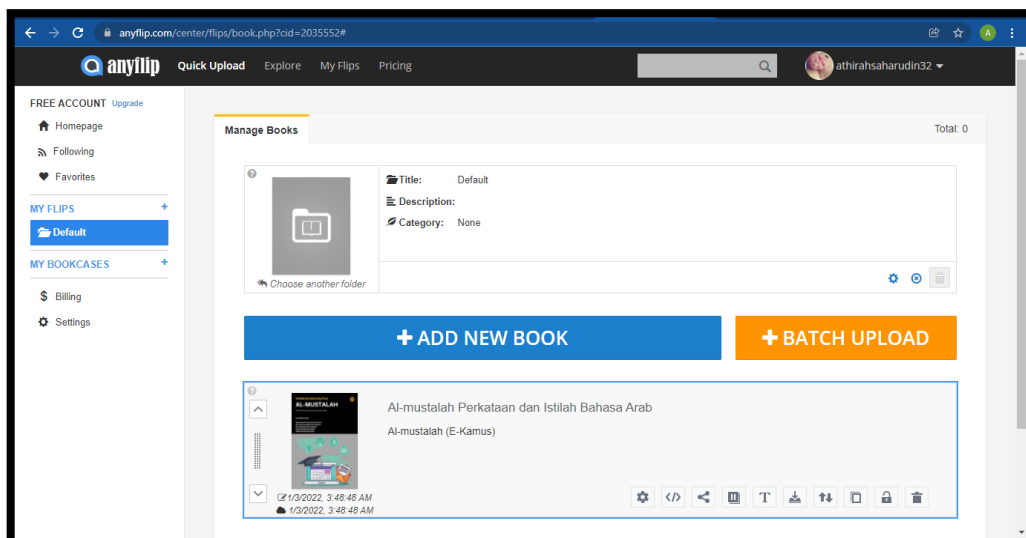 anyflip.com/center/flips/book.php?cid=2035552#
A
anyflip Quick Upload Explore My Flips Pricing athirahsaharudin32
FREE ACCOUNT Upgrade
Homepage
Following
Favorites
MY FLIPS +
Default
MY BOOKCASES +
$ Billing
Settings
Manage Books Total: 0
Title: Default
Description:
Category: None
Choose another folder
+ ADD NEW BOOK + BATCH UPLOAD
AL-MUSTALAH
Al-mustalah Perkataan dan Istilah Bahasa Arab
Al-mustalah (E-Kamus)
1/3/2022, 3:48:48 AM
1/3/2022, 3:48:48 AM